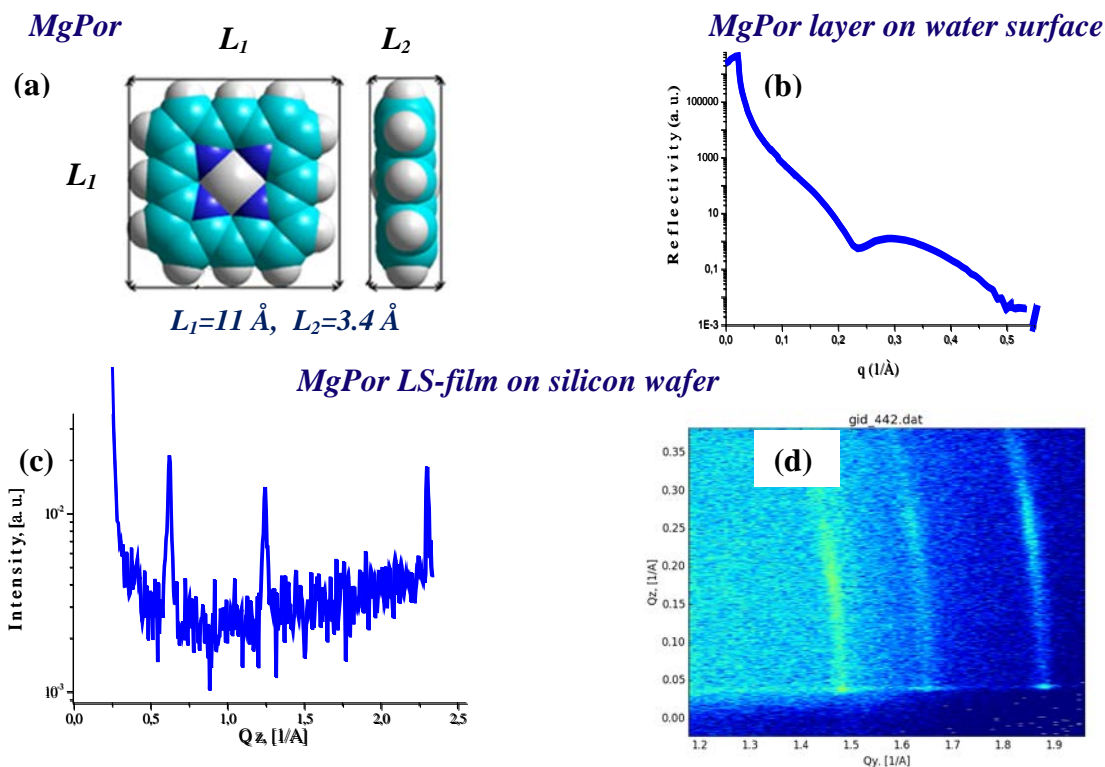 MgPor
L1
L2
MgPor layer on water surface
(a)
(b)
L1
L1=11 Å, L2=3.4 Å
Reflectivity (a. u.)
100000
1000
10
0,1
1E-3
0,0 0,1 0,2 0,3 0,4 0,5
q (1/À)
MgPor LS-film on silicon wafer
(c)
Intensity, [a. u.]
10-2
10-3
0,0 0,5 1,0 1,5 2,0 2,5
Qz, [1/A]
gid_442.dat
(d)
Qz, [1/A]
0.35
0.30
0.25
0.20
0.15
0.10
0.05
0.00
1.2 1.3 1.4 1.5 1.6 1.7 1.8 1.9
Qy, [1/A]